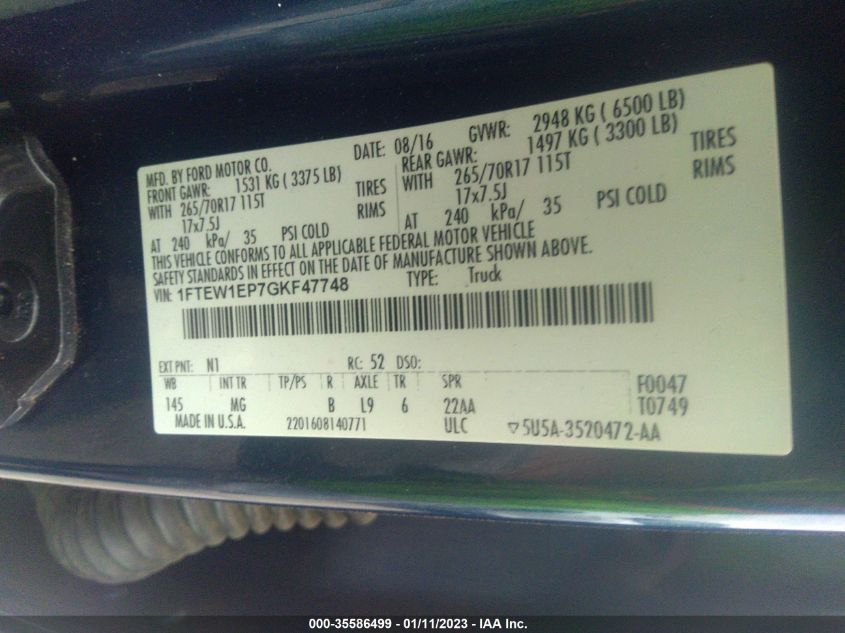 MFD. BY FORD MOTOR CO. DATE: 08/16 GVWR: 2948 KG ( 6500 LB)
FRONT GAWR: 1531 KG ( 3375 LB) REAR GAWR: 1497 KG ( 3300 LB)
WITH 265/70R17 115T TIRES WITH 265/70R17 115T TIRES
17x7.5J RIMS 17x7.5J RIMS
AT 240 kPa/ 35 PSI COLD AT 240 kPa/ 35 PSI COLD
THIS VEHICLE CONFORMS TO ALL APPLICABLE FEDERAL MOTOR VEHICLE
SAFETY STANDARDS IN EFFECT ON THE DATE OF MANUFACTURE SHOWN ABOVE.
VIN: 1FTEW1EP7GKF47748 TYPE: Truck
EXT PNT: N1 RC: 52 DSO:
WB INT TR TP/PS R AXLE TR SPR F0047
145 MG B L9 6 22AA T0749
MADE IN U.S.A. 2201608140771 ULC ▽5U5A-3520472-AA
000-35586499 - 01/11/2023 - IAA Inc.